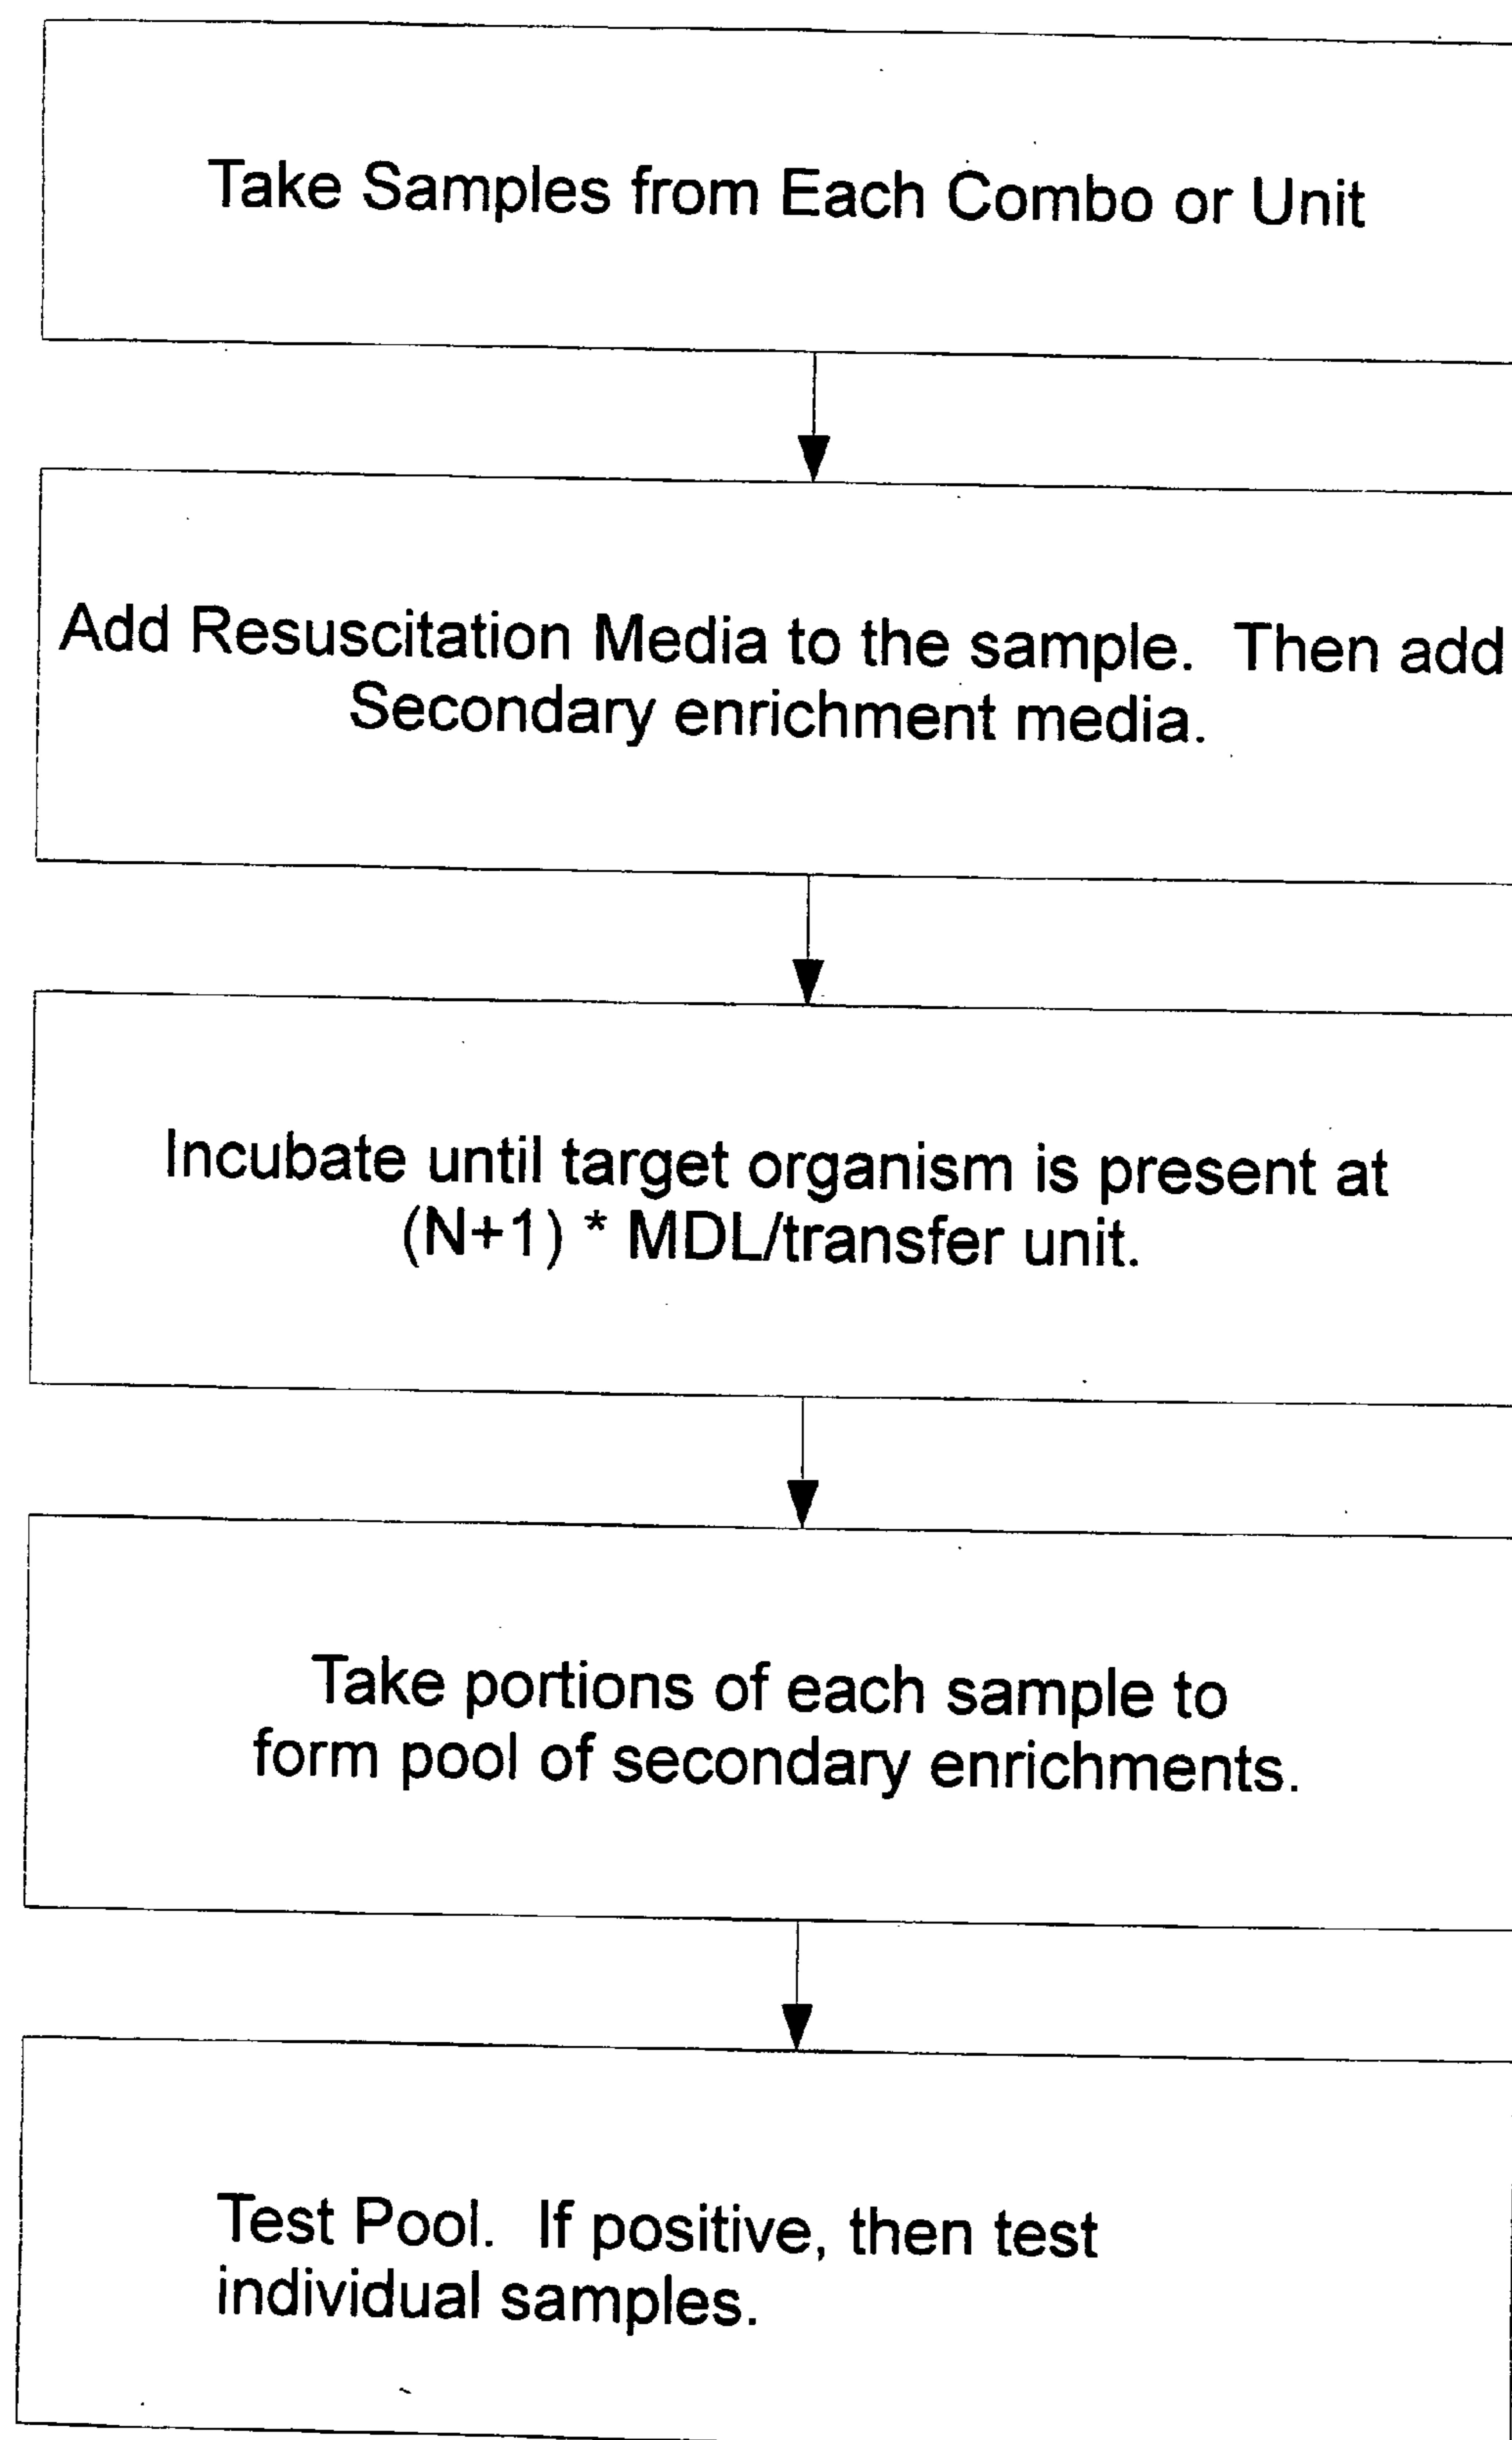 Take Samples from Each Combo or Unit
Add Resuscitation Media to the sample. Then add
Secondary enrichment media.
Incubate until target organism is present at
(N+1) * MDL/transfer unit.
Take portions of each sample to
form pool of secondary enrichments.
Test Pool. If positive, then test
individual samples.